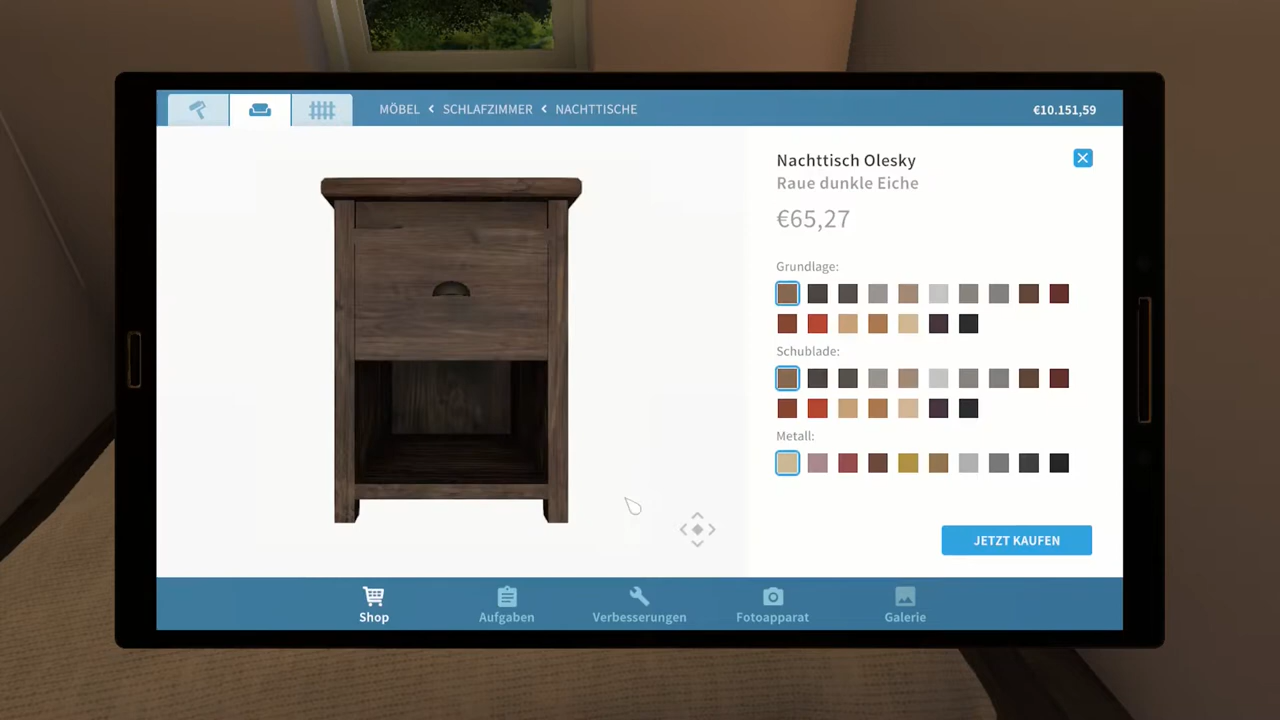 MÖBEL < SCHLAFZIMMER < NACHTTISCHE
€10.151,59
Nachttisch Olesky
Raue dunkle Eiche
€65,27
Grundlage:
Schublade:
Metall:
JETZT KAUFEN
Shop
Aufgaben
Verbesserungen
Fotoapparat
Galerie